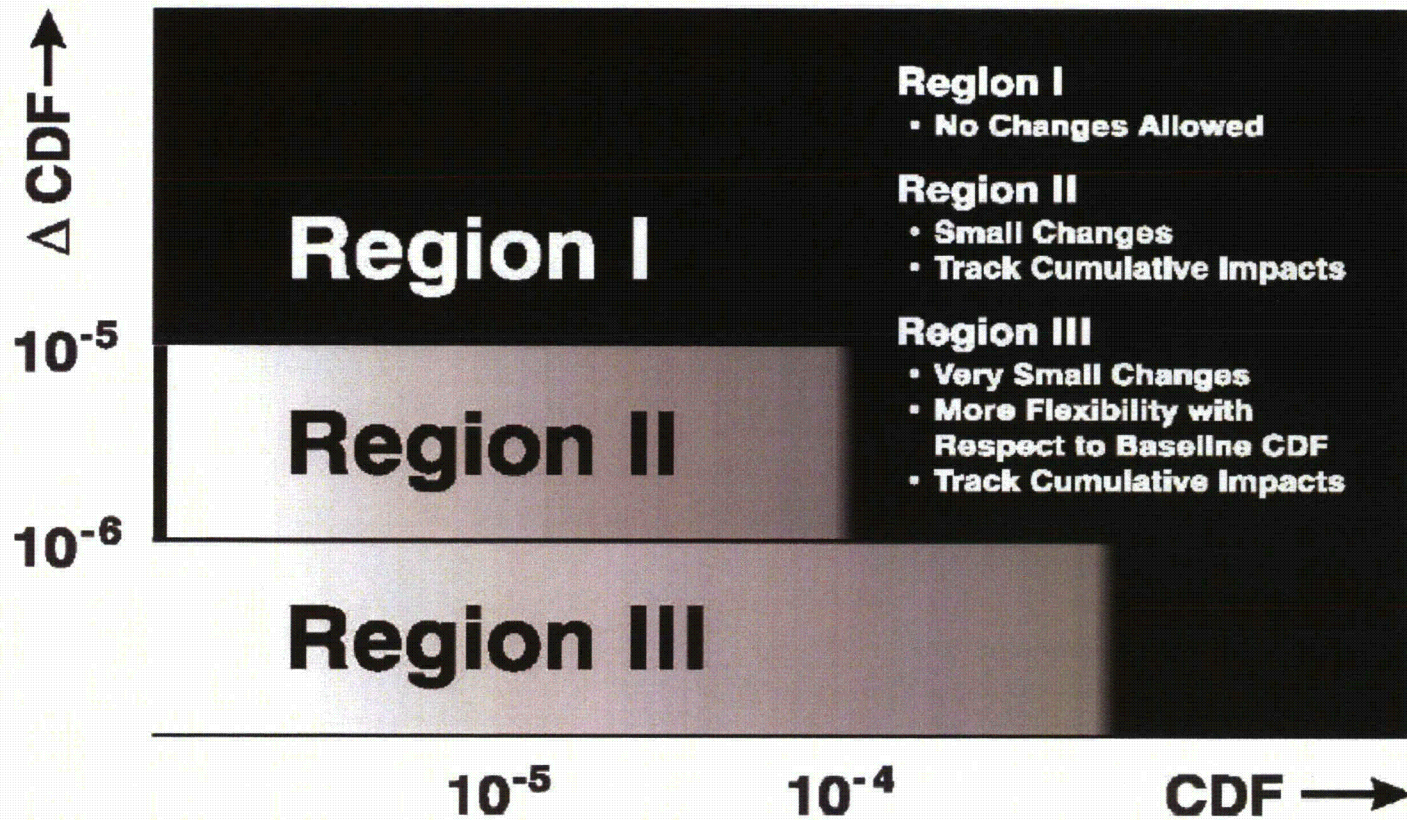 Δ CDF→
10⁻⁵
10⁻⁶
Region I
Region II
Region III
Region I
• No Changes Allowed
Region II
• Small Changes
• Track Cumulative Impacts
Region III
• Very Small Changes
• More Flexibility with
Respect to Baseline CDF
• Track Cumulative Impacts
10⁻⁵
10⁻⁴
CDF →